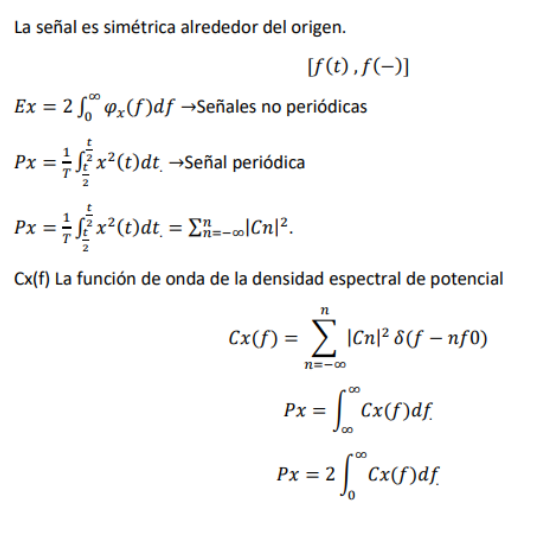 La señal es simétrica alrededor del origen.
[f(t) , f(−)]
Ex = 2 ∫₀^∞ φₓ(f)df →Señales no periódicas
Px = 1/T ∫_{t/2}^{t/2} x²(t)dt. →Señal periódica
Px = 1/T ∫_{t/2}^{t/2} x²(t)dt. = ∑_{n=−∞}^{n} |Cn|².
Cx(f) La función de onda de la densidad espectral de potencial
Cx(f) = ∑_{n=−∞}^{n} |Cn|² δ(f − nf0)
Px = ∫_∞^∞ Cx(f)df.
Px = 2 ∫₀^∞ Cx(f)df.